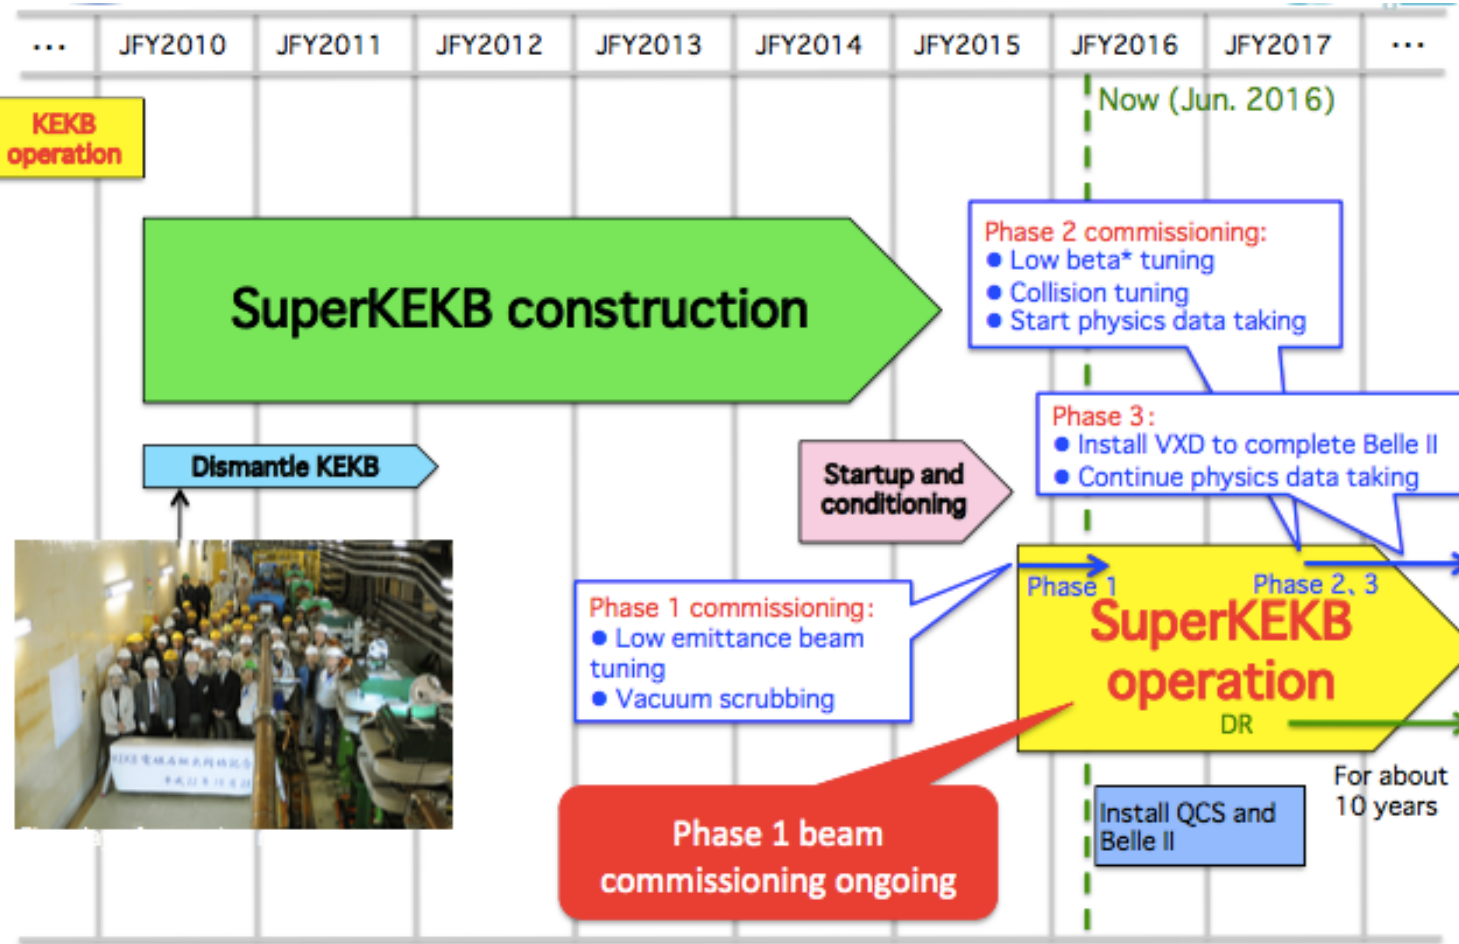 ... JFY2010 JFY2011 JFY2012 JFY2013 JFY2014 JFY2015 JFY2016 JFY2017 ...
Now (Jun. 2016)
KEKB
operation
Phase 2 commissioning:
● Low beta* tuning
● Collision tuning
● Start physics data taking
SuperKEKB construction
Phase 3:
● Install VXD to complete Belle II
● Continue physics data taking
Dismantle KEKB
Startup and
conditioning
Phase 1 commissioning:
● Low emittance beam
tuning
● Vacuum scrubbing
Phase 1
Phase 2、3
SuperKEKB
operation
DR
For about
10 years
Install QCS and
Belle II
Phase 1 beam
commissioning ongoing
KEKB